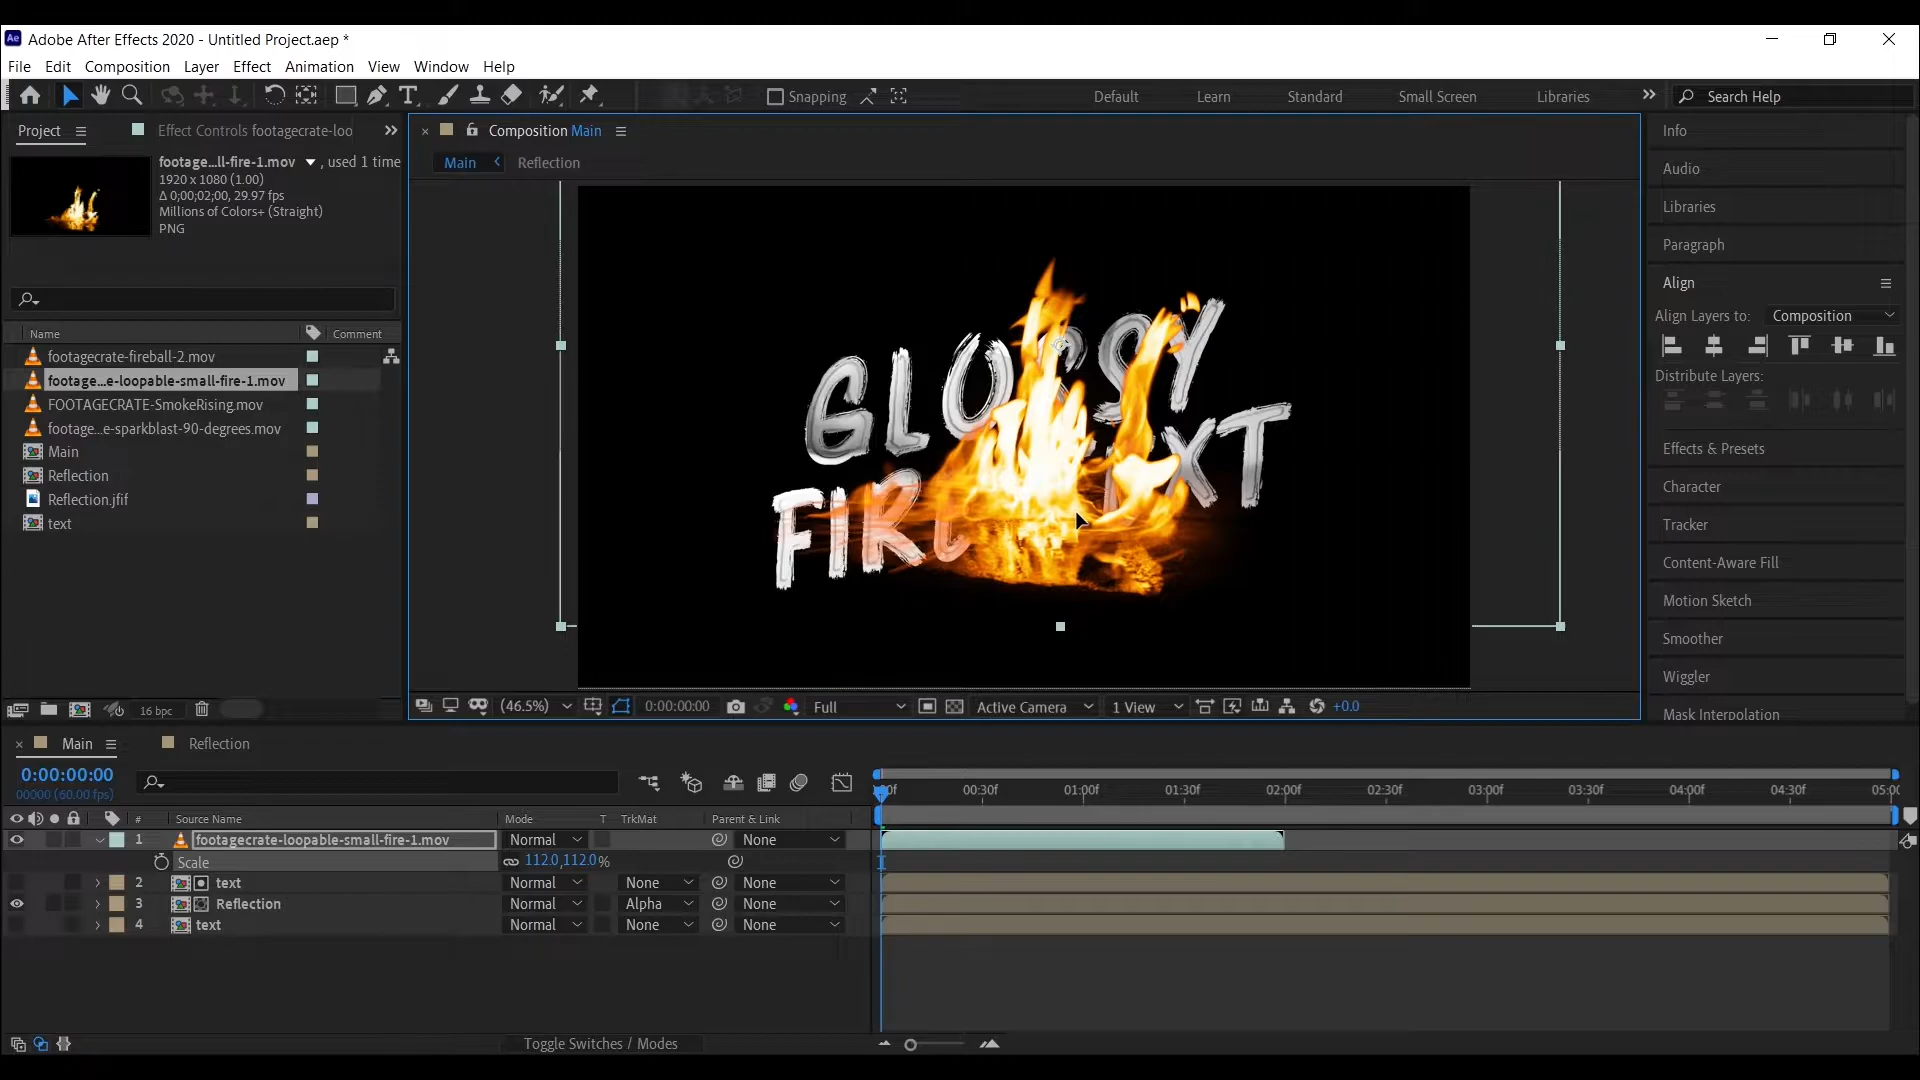 Adobe After Effects 2020 - Untitled Project.aep *
File Edit Composition Layer Effect Animation View Window Help
Snapping Default Learn Standard Small Screen Libraries Search Help
Project Effect Controls footagecrate-loo
footage...ll-fire-1.mov , used 1 time
1920 x 1080 (1.00)
Δ 0;00;02;00, 29.97 fps
Millions of Colors+ (Straight)
PNG
Name Comment
footagecrate-fireball-2.mov
footage...e-loopable-small-fire-1.mov
FOOTAGECRATE-SmokeRising.mov
footage...e-sparkblast-90-degrees.mov
Main
Reflection
Reflection.jfif
text
16 bpc
Composition Main
Main Reflection
GLOSSY
FIRE TEXT
(46.5%) 0:00:00:00 Full Active Camera 1 View +0.0
Info
Audio
Libraries
Paragraph
Align
Align Layers to: Composition
Distribute Layers:
Effects & Presets
Character
Tracker
Content-Aware Fill
Motion Sketch
Smoother
Wiggler
Mask Interpolation
Main Reflection
0:00:00:00
00000 (60.00 fps)
00:30f 01:00f 01:30f 02:00f 02:30f 03:00f 03:30f 04:00f 04:30f
# Source Name Mode T TrkMat Parent & Link
1 footagecrate-loopable-small-fire-1.mov Normal None
Scale 112.0,112.0%
2 text Normal None None
3 Reflection Normal Alpha None
4 text Normal None None
Toggle Switches / Modes